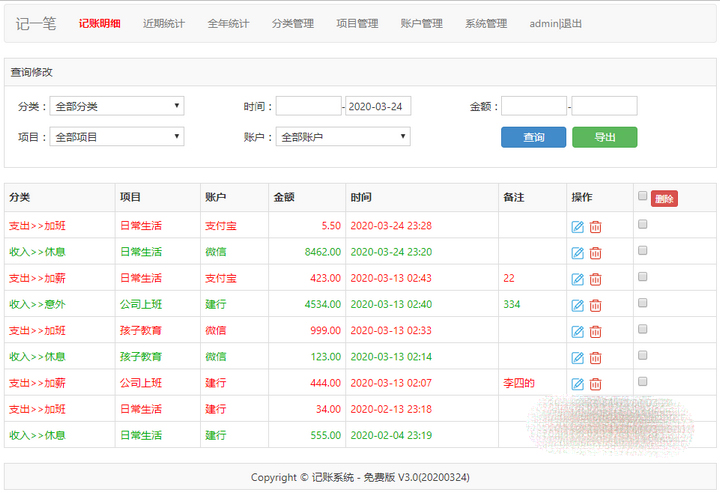 记一笔 记账明细 近期统计 全年统计 分类管理 项目管理 账户管理 系统管理 admin|退出
查询修改
分类： 全部分类 时间： - 2020-03-24 金额： -
项目： 全部项目 账户： 全部账户 查询 导出
分类 项目 账户 金额 时间 备注 操作 删除
支出>>加班 日常生活 支付宝 5.50 2020-03-24 23:28
收入>>休息 日常生活 微信 8462.00 2020-03-24 23:20
支出>>加薪 日常生活 支付宝 423.00 2020-03-13 02:43 22
收入>>意外 公司上班 建行 4534.00 2020-03-13 02:40 334
支出>>加班 孩子教育 微信 999.00 2020-03-13 02:33
收入>>休息 孩子教育 微信 123.00 2020-03-13 02:14
支出>>加薪 公司上班 建行 444.00 2020-03-13 02:07 李四的
支出>>加班 日常生活 建行 34.00 2020-02-13 23:18
收入>>休息 日常生活 建行 555.00 2020-02-04 23:19
Copyright © 记账系统 - 免费版 V3.0(20200324)